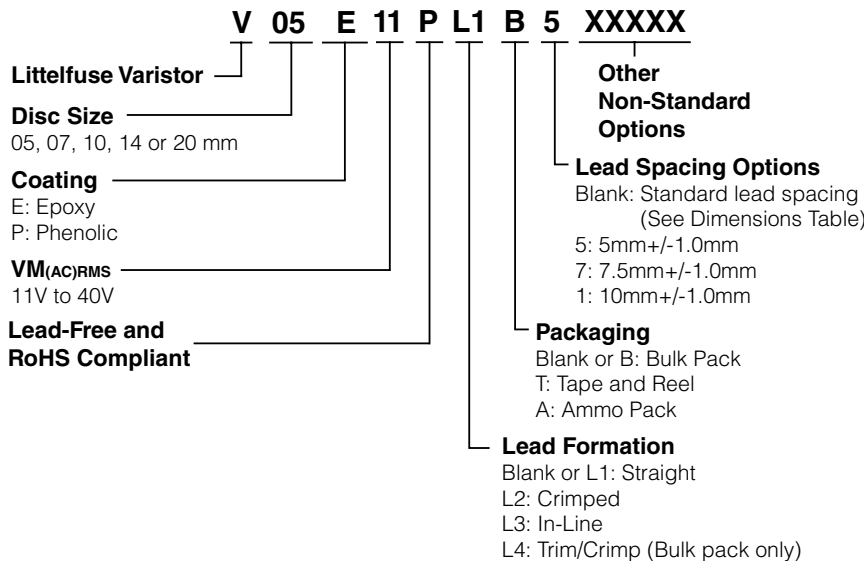 V 05 E 11 P L1 B 5 XXXXX
Littelfuse Varistor
Disc Size
05, 07, 10, 14 or 20 mm
Coating
E: Epoxy
P: Phenolic
VM(AC)RMS
11V to 40V
Lead-Free and
RoHS Compliant
Other
Non-Standard
Options
Lead Spacing Options
Blank: Standard lead spacing
(See Dimensions Table)
5: 5mm+/-1.0mm
7: 7.5mm+/-1.0mm
1: 10mm+/-1.0mm
Packaging
Blank or B: Bulk Pack
T: Tape and Reel
A: Ammo Pack
Lead Formation
Blank or L1: Straight
L2: Crimped
L3: In-Line
L4: Trim/Crimp (Bulk pack only)